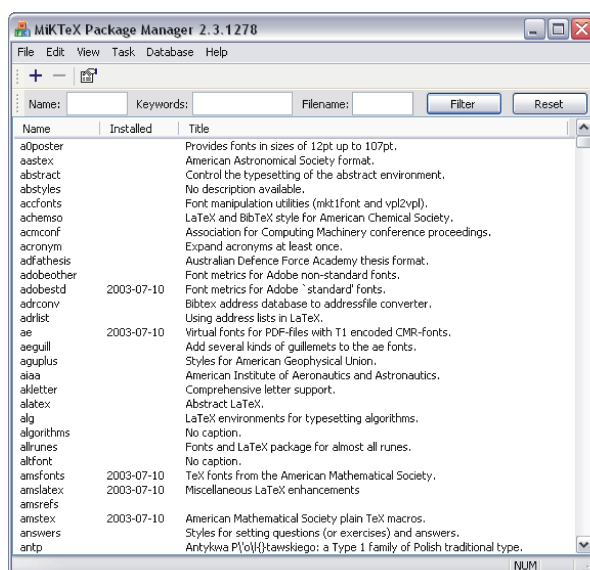 MiKTeX Package Manager 2.3.1278
File Edit View Task Database Help
Name: Keywords: Filename: Filter Reset
Name Installed Title
a0poster Provides fonts in sizes of 12pt up to 107pt.
aastex American Astronomical Society format.
abstract Control the typesetting of the abstract environment.
abstyles No description available.
accfonts Font manipulation utilities (mkt1font and vpl2vpl).
achemso LaTeX and BibTeX style for American Chemical Society.
acmconf Association for Computing Machinery conference proceedings.
acronym Expand acronyms at least once.
adfathesis Australian Defence Force Academy thesis format.
adobeother Font metrics for Adobe non-standard fonts.
adobestd 2003-07-10 Font metrics for Adobe `standard' fonts.
adrconv Bibtex address database to addressfile converter.
adrlist Using address lists in LaTeX.
ae 2003-07-10 Virtual fonts for PDF-files with T1 encoded CMR-fonts.
aeguill Add several kinds of guillemets to the ae fonts.
aguplus Styles for American Geophysical Union.
aiaa American Institute of Aeronautics and Astronautics.
akletter Comprehensive letter support.
alatex Abstract LaTeX.
alg LaTeX environments for typesetting algorithms.
algorithms No caption.
allrunes Fonts and LaTeX package for almost all runes.
altfont No caption.
amsfonts 2003-07-10 TeX fonts from the American Mathematical Society.
amslatex 2003-07-10 Miscellaneous LaTeX enhancements
amsrefs
amstex 2003-07-10 American Mathematical Society plain TeX macros.
answers Styles for setting questions (or exercises) and answers.
antp Antykwa P\'o\l{}tawskiego: a Type 1 family of Polish traditional type.
NUM